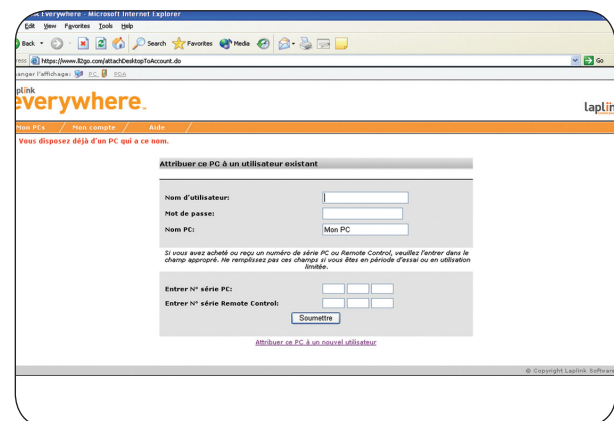 Everywhere - Microsoft Internet Explorer
Edit View Favorites Tools Help
Back Search Favorites Media
https://www.ll2go.com/attachDesktopToAccount.do Go
anger l'affichage: PC PDA
plink
everywhere.
laplin
Mon PCs / Mon compte / Aide /
Vous disposez déjà d'un PC qui a ce nom.
Attribuer ce PC à un utilisateur existant
Nom d'utilisateur:
Mot de passe:
Nom PC: Mon PC
Si vous avez acheté ou reçu un numéro de série PC ou Remote Control, veuillez l'entrer dans le
champ appropré. Ne remplissez pas ces champs si vous êtes en période d'essai ou en utilisation
limitée.
Entrer N° série PC:
Entrer N° série Remote Control:
Soumettre
Attribuer ce PC à un nouvel utilisateur
© Copyright Laplink Software